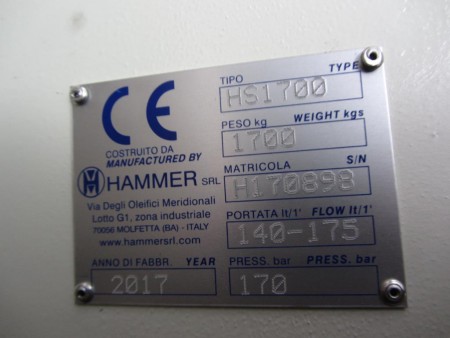 CE
COSTRUITO DA
MANUFACTURED BY
HAMMER SRL
Via Degli Oleifici Meridionali
Lotto G1, zona industriale
70056 MOLFETTA (BA) - ITALY
www.hammersrl.com
ANNO DI FABBR. YEAR
2017
TIPO TYPE
HS1700
PESO kg WEIGHT kgs
1700
MATRICOLA S/N
H170898
PORTATA lt/1' FLOW lt/1'
140-175
PRESS. bar PRESS. bar
170